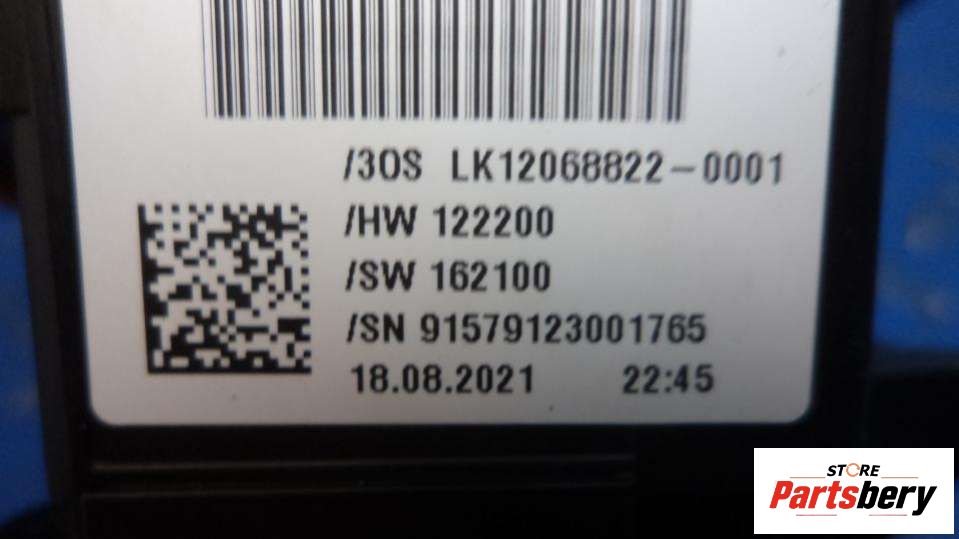 /3OS LK12068822-0001
/HW 122200
/SW 162100
/SN 91579123001765
18.08.2021 22:45
STORE
Partsbery